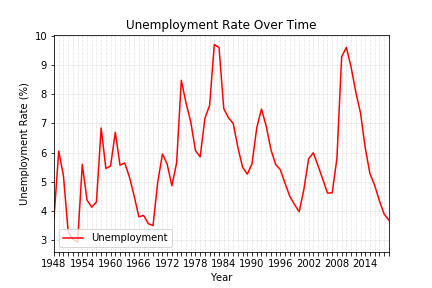 Unemployment Rate Over Time
10
9
8
7
6
5
4
3
Unemployment Rate (%)
Unemployment
1948 1954 1960 1966 1972 1978 1984 1990 1996 2002 2008 2014
Year